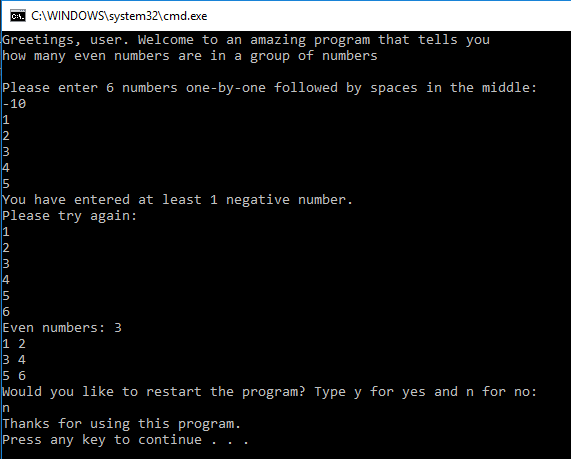 C:\WINDOWS\system32\cmd.exe
Greetings, user. Welcome to an amazing program that tells you
how many even numbers are in a group of numbers
Please enter 6 numbers one-by-one followed by spaces in the middle:
-10
1
2
3
4
5
You have entered at least 1 negative number.
Please try again:
1
2
3
4
5
6
Even numbers: 3
1 2
3 4
5 6
Would you like to restart the program? Type y for yes and n for no:
n
Thanks for using this program.
Press any key to continue . . .